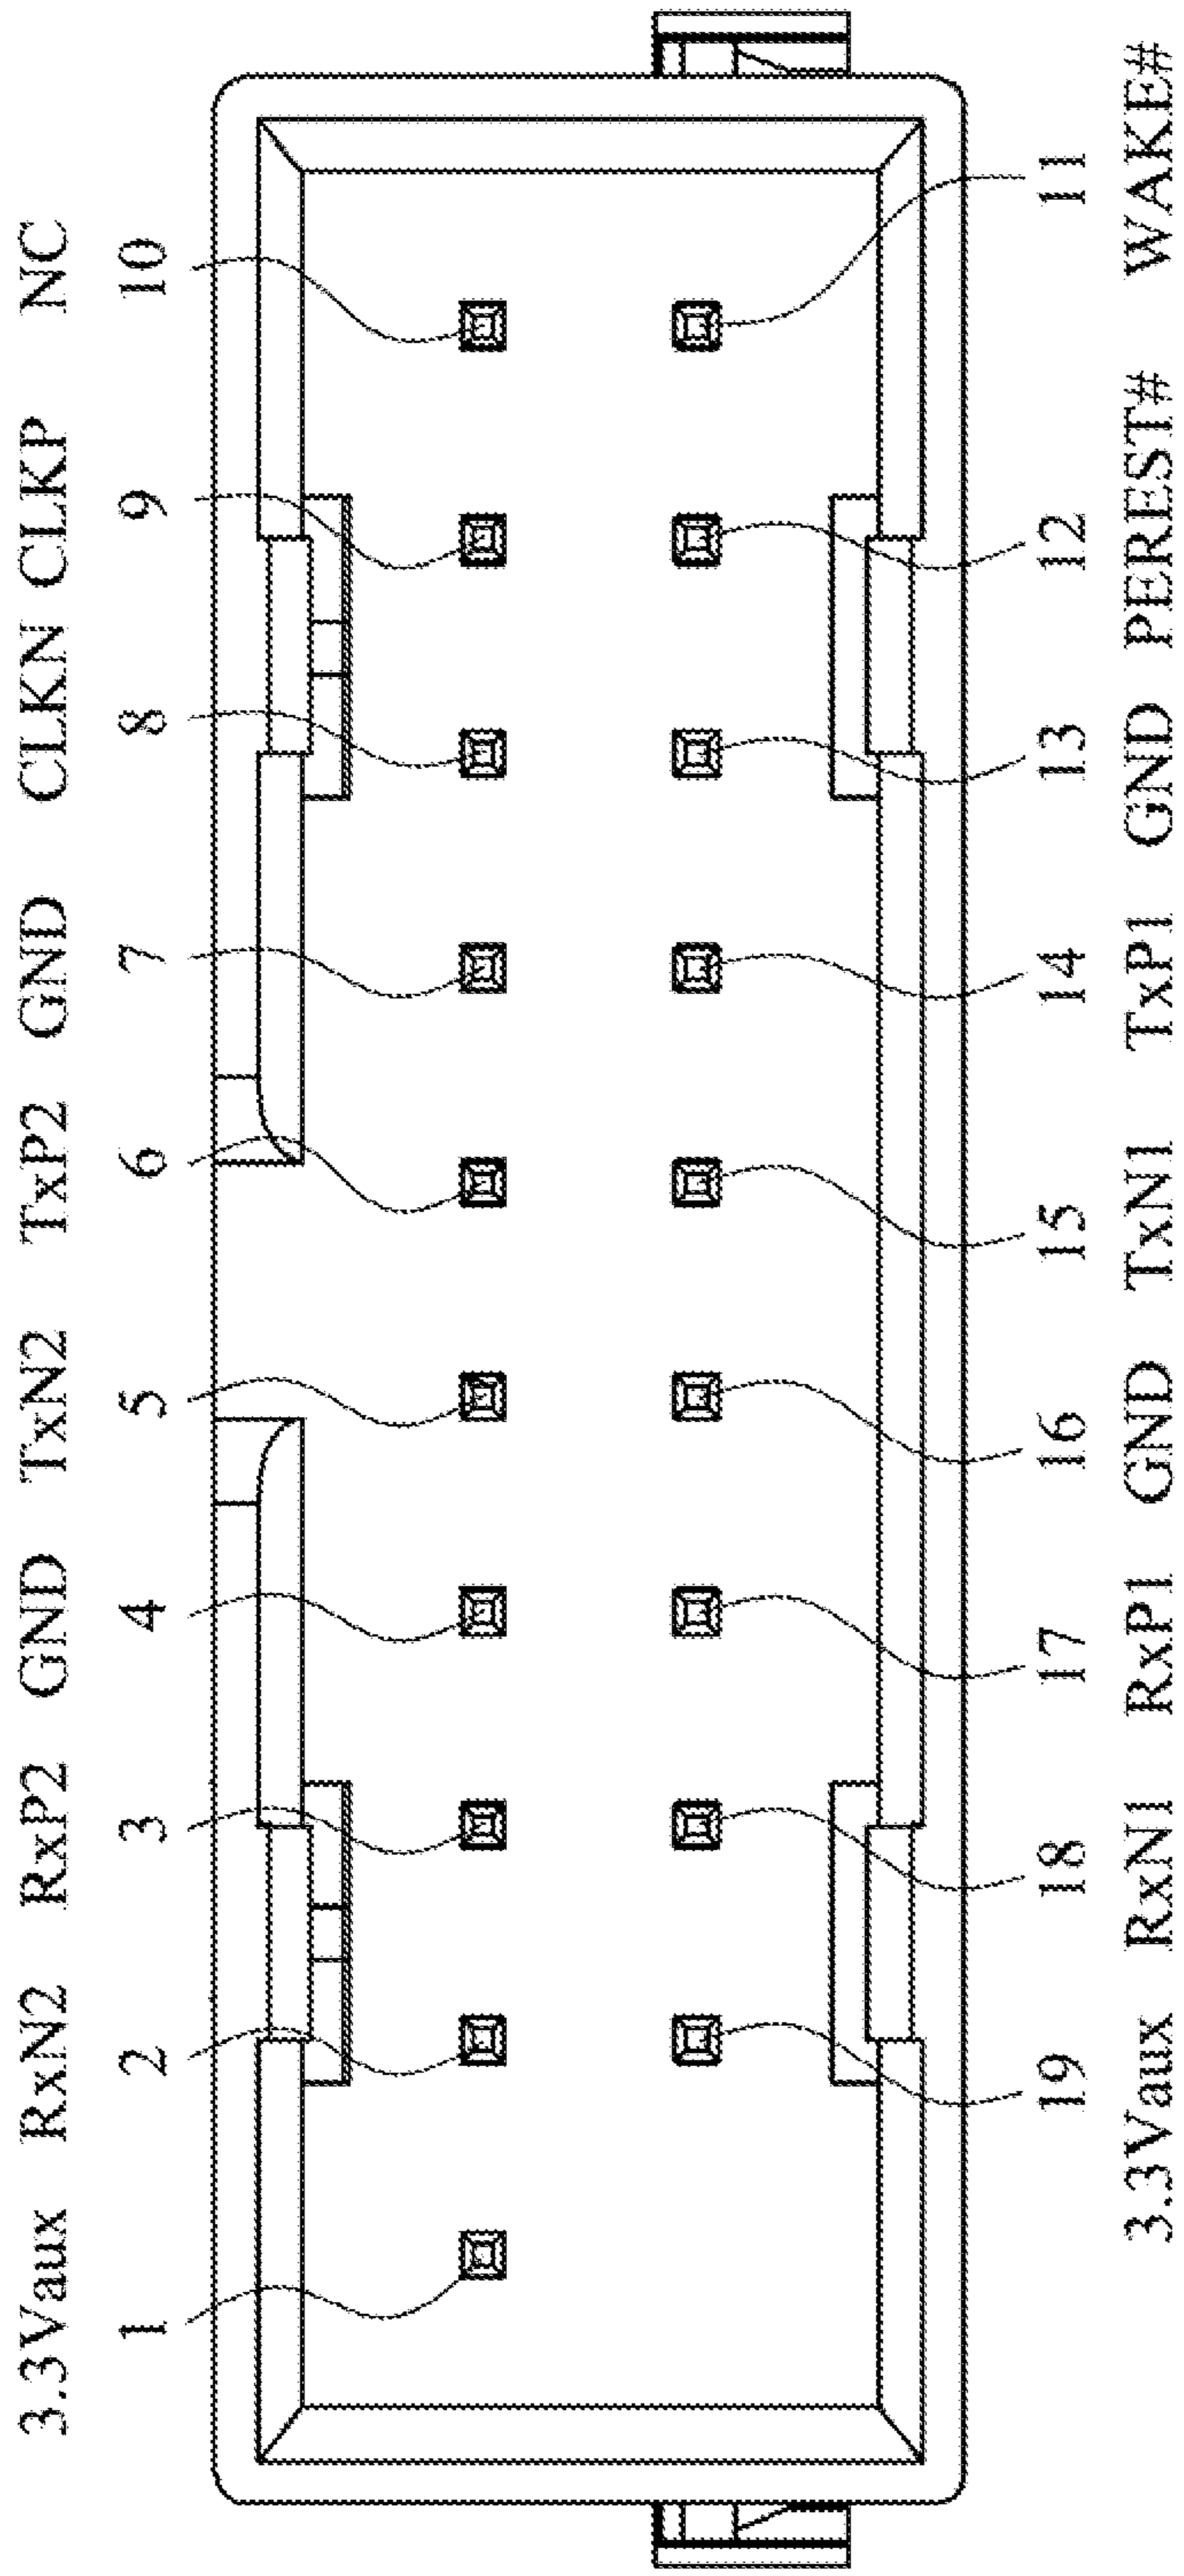 3.3Vaux RxN2 RxP2 GND TxN2 TxP2 GND CLKN CLKP NC
1 2 3 4 5 6 7 8 9 10
19 18 17 16 15 14 13 12 11
3.3Vaux RxN1 RxP1 GND TxN1 TxP1 GND PEREST# WAKE#